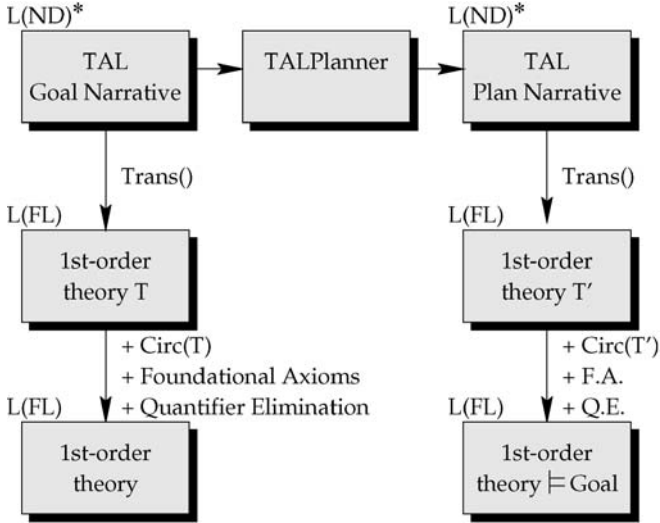 L(ND)*
TAL
Goal Narrative
TALPlanner
L(ND)*
TAL
Plan Narrative
Trans()
Trans()
L(FL)
1st-order
theory T
L(FL)
1st-order
theory T'
+ Circ(T)
+ Foundational Axioms
+ Quantifier Elimination
+ Circ(T')
+ F.A.
+ Q.E.
L(FL)
1st-order
theory
L(FL)
1st-order
theory ⊨ Goal